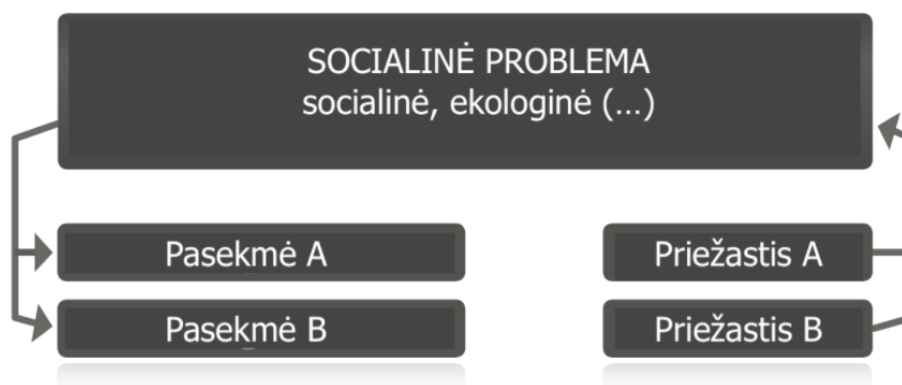 SOCIALINĖ PROBLEMA
socialinė, ekologinė (...)
Pasekmė A
Priežastis A
Pasekmė B
Priežastis B